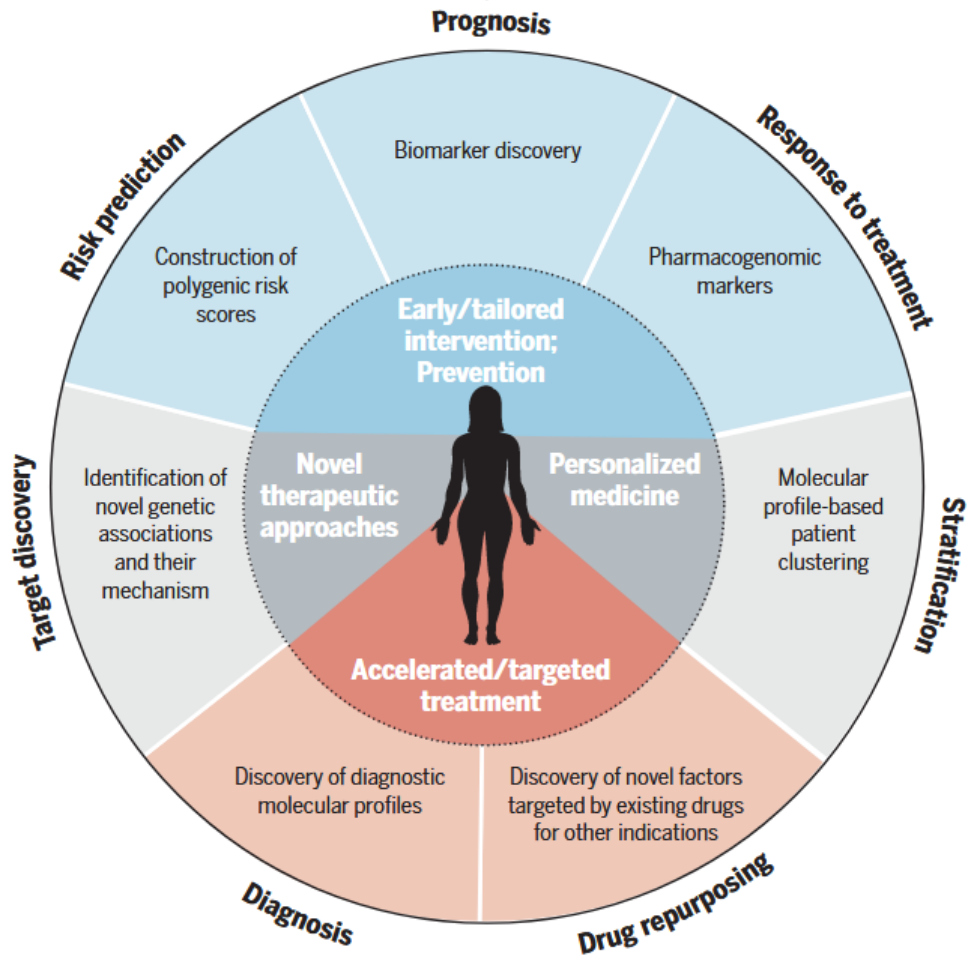 Prognosis
Biomarker discovery
Response to treatment
Pharmacogenomic
markers
Risk prediction
Construction of
polygenic risk
scores
Early/tailored
intervention;
Prevention
Novel
therapeutic
approaches
Personalized
medicine
Target discovery
Identification of
novel genetic
associations
and their
mechanism
Molecular
profile-based
patient
clustering
Stratification
Accelerated/targeted
treatment
Discovery of diagnostic
molecular profiles
Discovery of novel factors
targeted by existing drugs
for other indications
Diagnosis
Drug repurposing